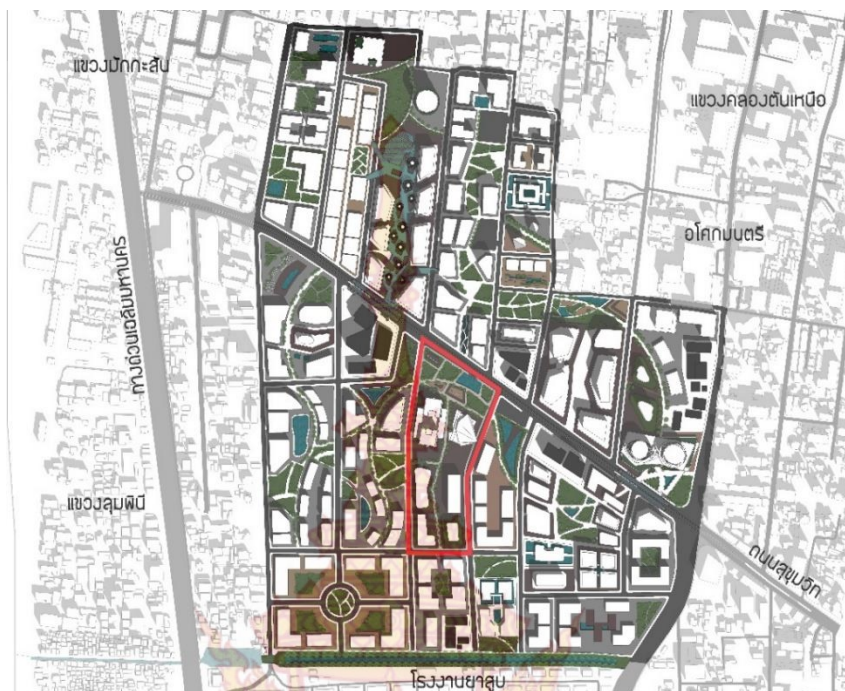 แขวงมักกะสัน
แขวงคลองตันเหนือ
อโศกมนตรี
ทางด่วนเฉลิมมหานคร
แขวงลุมพินี
ถนนสุขุมวิท
โรงงานยาสูบ